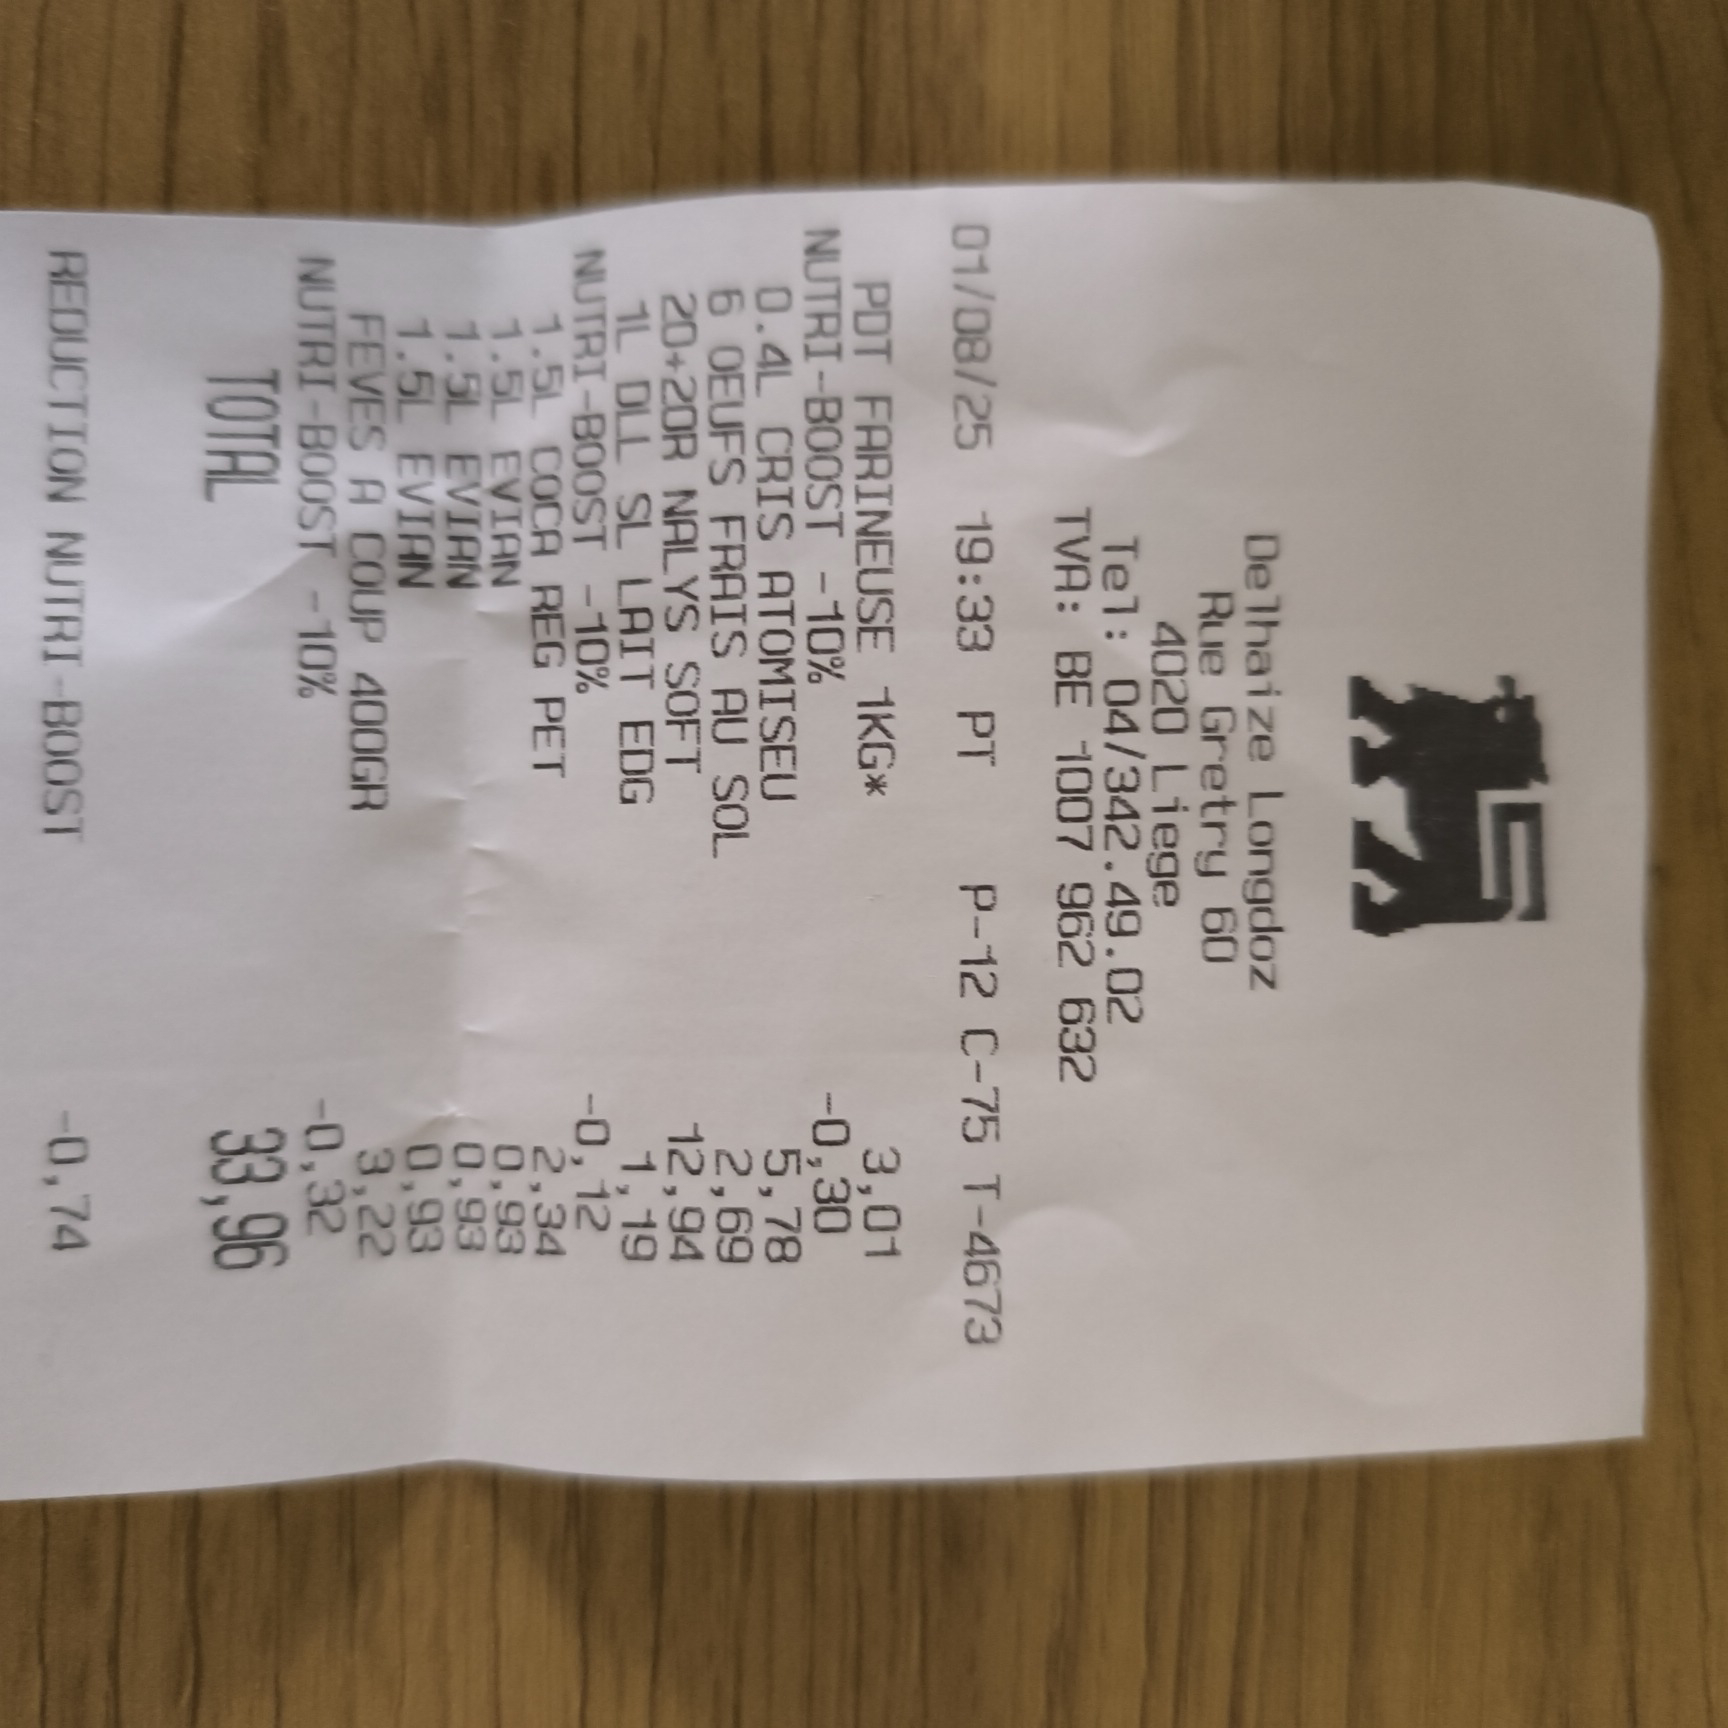 Delhaize Longdoz
Rue Gretry 60
4020 Liege
Tel: 04/342.49.02
TVA: BE 1007 962 632
01/08/25 19:33 PT P-12 C-75 T-4673
PDT FARINEUSE 1KG* 3,01
NUTRI-BOOST -10% -0,30
0.4L CRIS ATOMISEU 5,78
6 OEUFS FRAIS AU SOL 2,69
20+20R NALYS SOFT 12,94
1L DLL SL LAIT EDG 1,19
NUTRI-BOOST -10% -0,12
1.5L COCA REG PET 2,34
1.5L EVIAN 0,93
1.5L EVIAN 0,93
1.5L EVIAN 0,93
FEVES A COUP 400GR 3,22
NUTRI-BOOST -10% -0,32
TOTAL 33,96
REDUCTION NUTRI-BOOST -0,74